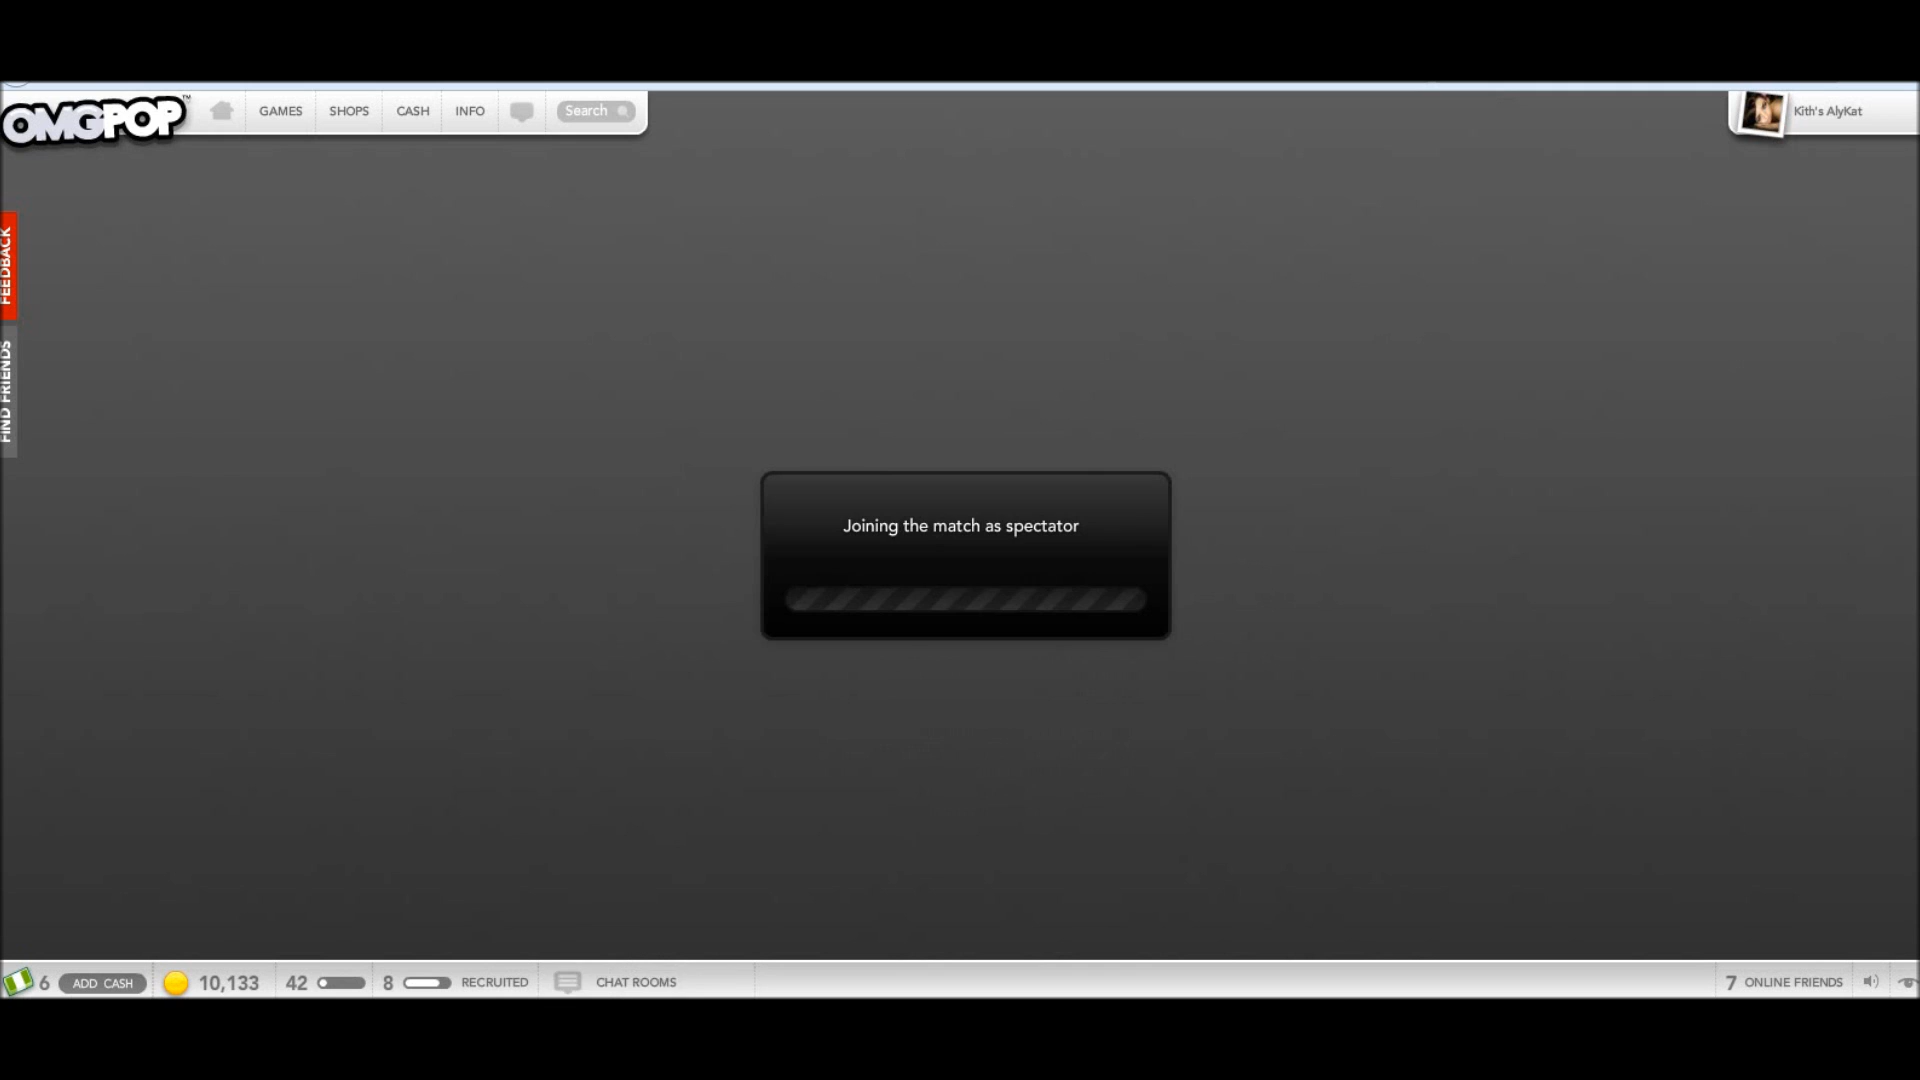 OMGPOP™
GAMES
SHOPS
CASH
INFO
Search
Kith's AlyKat
FEEDBACK
FIND FRIENDS
Joining the match as spectator
6
ADD CASH
10,133
42
8
RECRUITED
CHAT ROOMS
7 ONLINE FRIENDS